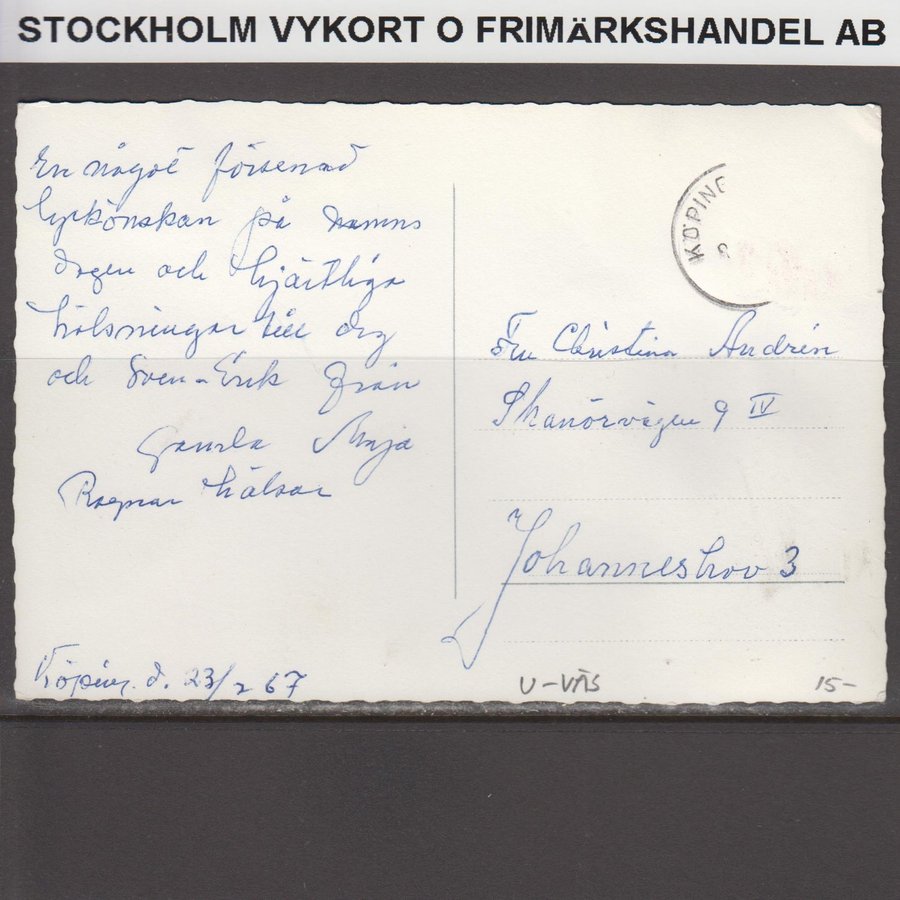 STOCKHOLM VYKORT O FRIMÄRKSHANDEL AB
En något försenad
lyckönskan på namns
dagen och hjärtliga
hälsningar till dig
och Sven-Erik från
Gamla Maja
Ragnar hälsar
Köping d. 23/2 67
KÖPING
Fru Christina Andrén
Skanörvägen 9 IV
Johanneshov 3
U-VÄS
15-